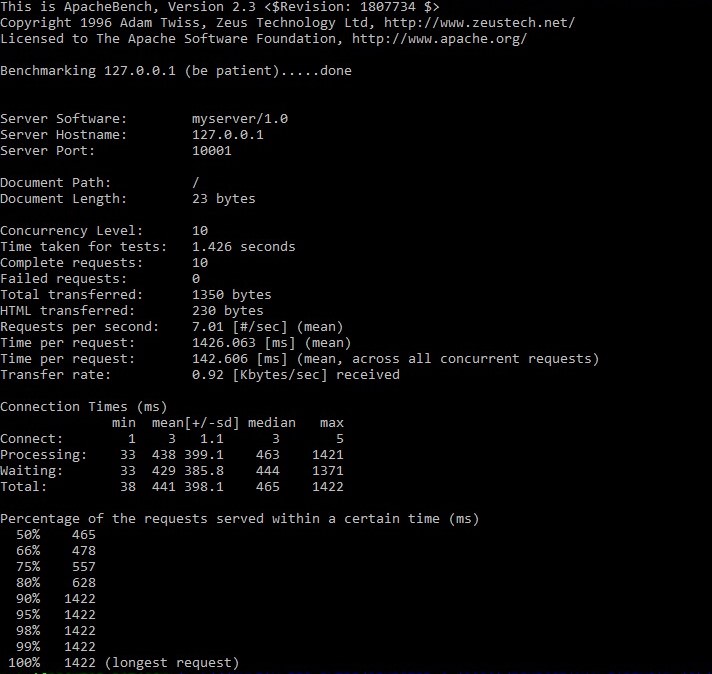 This is ApacheBench, Version 2.3 <$Revision: 1807734 $>
Copyright 1996 Adam Twiss, Zeus Technology Ltd, http://www.zeustech.net/
Licensed to The Apache Software Foundation, http://www.apache.org/

Benchmarking 127.0.0.1 (be patient).....done


Server Software:        myserver/1.0
Server Hostname:        127.0.0.1
Server Port:            10001

Document Path:          /
Document Length:        23 bytes

Concurrency Level:      10
Time taken for tests:   1.426 seconds
Complete requests:      10
Failed requests:        0
Total transferred:      1350 bytes
HTML transferred:       230 bytes
Requests per second:    7.01 [#/sec] (mean)
Time per request:       1426.063 [ms] (mean)
Time per request:       142.606 [ms] (mean, across all concurrent requests)
Transfer rate:          0.92 [Kbytes/sec] received

Connection Times (ms)
              min  mean[+/-sd] median   max
Connect:        1    3   1.1      3       5
Processing:    33  438 399.1    463    1421
Waiting:       33  429 385.8    444    1371
Total:         38  441 398.1    465    1422

Percentage of the requests served within a certain time (ms)
  50%    465
  66%    478
  75%    557
  80%    628
  90%   1422
  95%   1422
  98%   1422
  99%   1422
 100%   1422 (longest request)